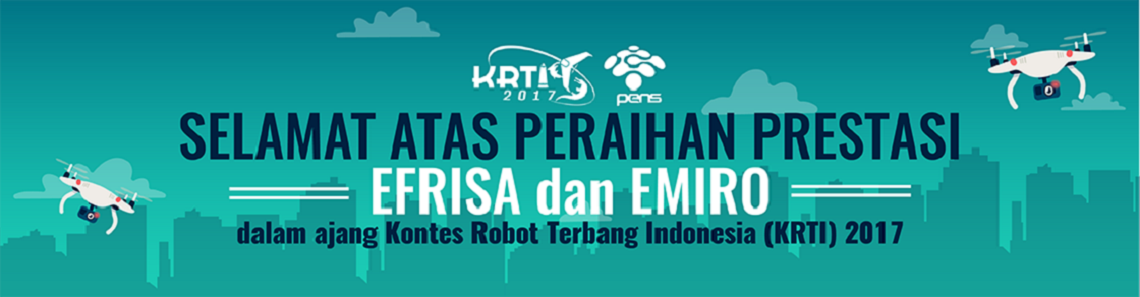 KRTI
2017
pens
SELAMAT ATAS PERAIHAN PRESTASI
EFRISA dan EMIRO
dalam ajang Kontes Robot Terbang Indonesia (KRTI) 2017